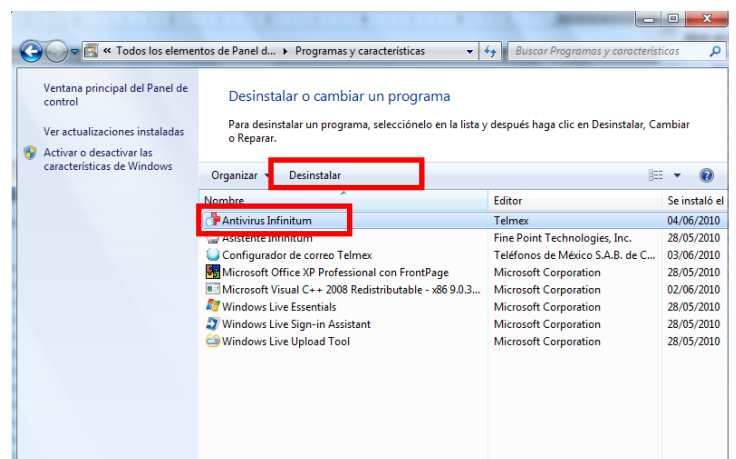 « Todos los elementos de Panel d... ▸ Programas y características
Buscar Programas y características
Ventana principal del Panel de
control
Ver actualizaciones instaladas
Activar o desactivar las
características de Windows
Desinstalar o cambiar un programa
Para desinstalar un programa, selecciónelo en la lista y después haga clic en Desinstalar, Cambiar
o Reparar.
Organizar Desinstalar
Nombre Editor Se instaló el
Antivirus Infinitum Telmex 04/06/2010
Asistente Infinitum Fine Point Technologies, Inc. 28/05/2010
Configurador de correo Telmex Teléfonos de México S.A.B. de C... 03/06/2010
Microsoft Office XP Professional con FrontPage Microsoft Corporation 28/05/2010
Microsoft Visual C++ 2008 Redistributable - x86 9.0.3... Microsoft Corporation 02/06/2010
Windows Live Essentials Microsoft Corporation 28/05/2010
Windows Live Sign-in Assistant Microsoft Corporation 28/05/2010
Windows Live Upload Tool Microsoft Corporation 28/05/2010